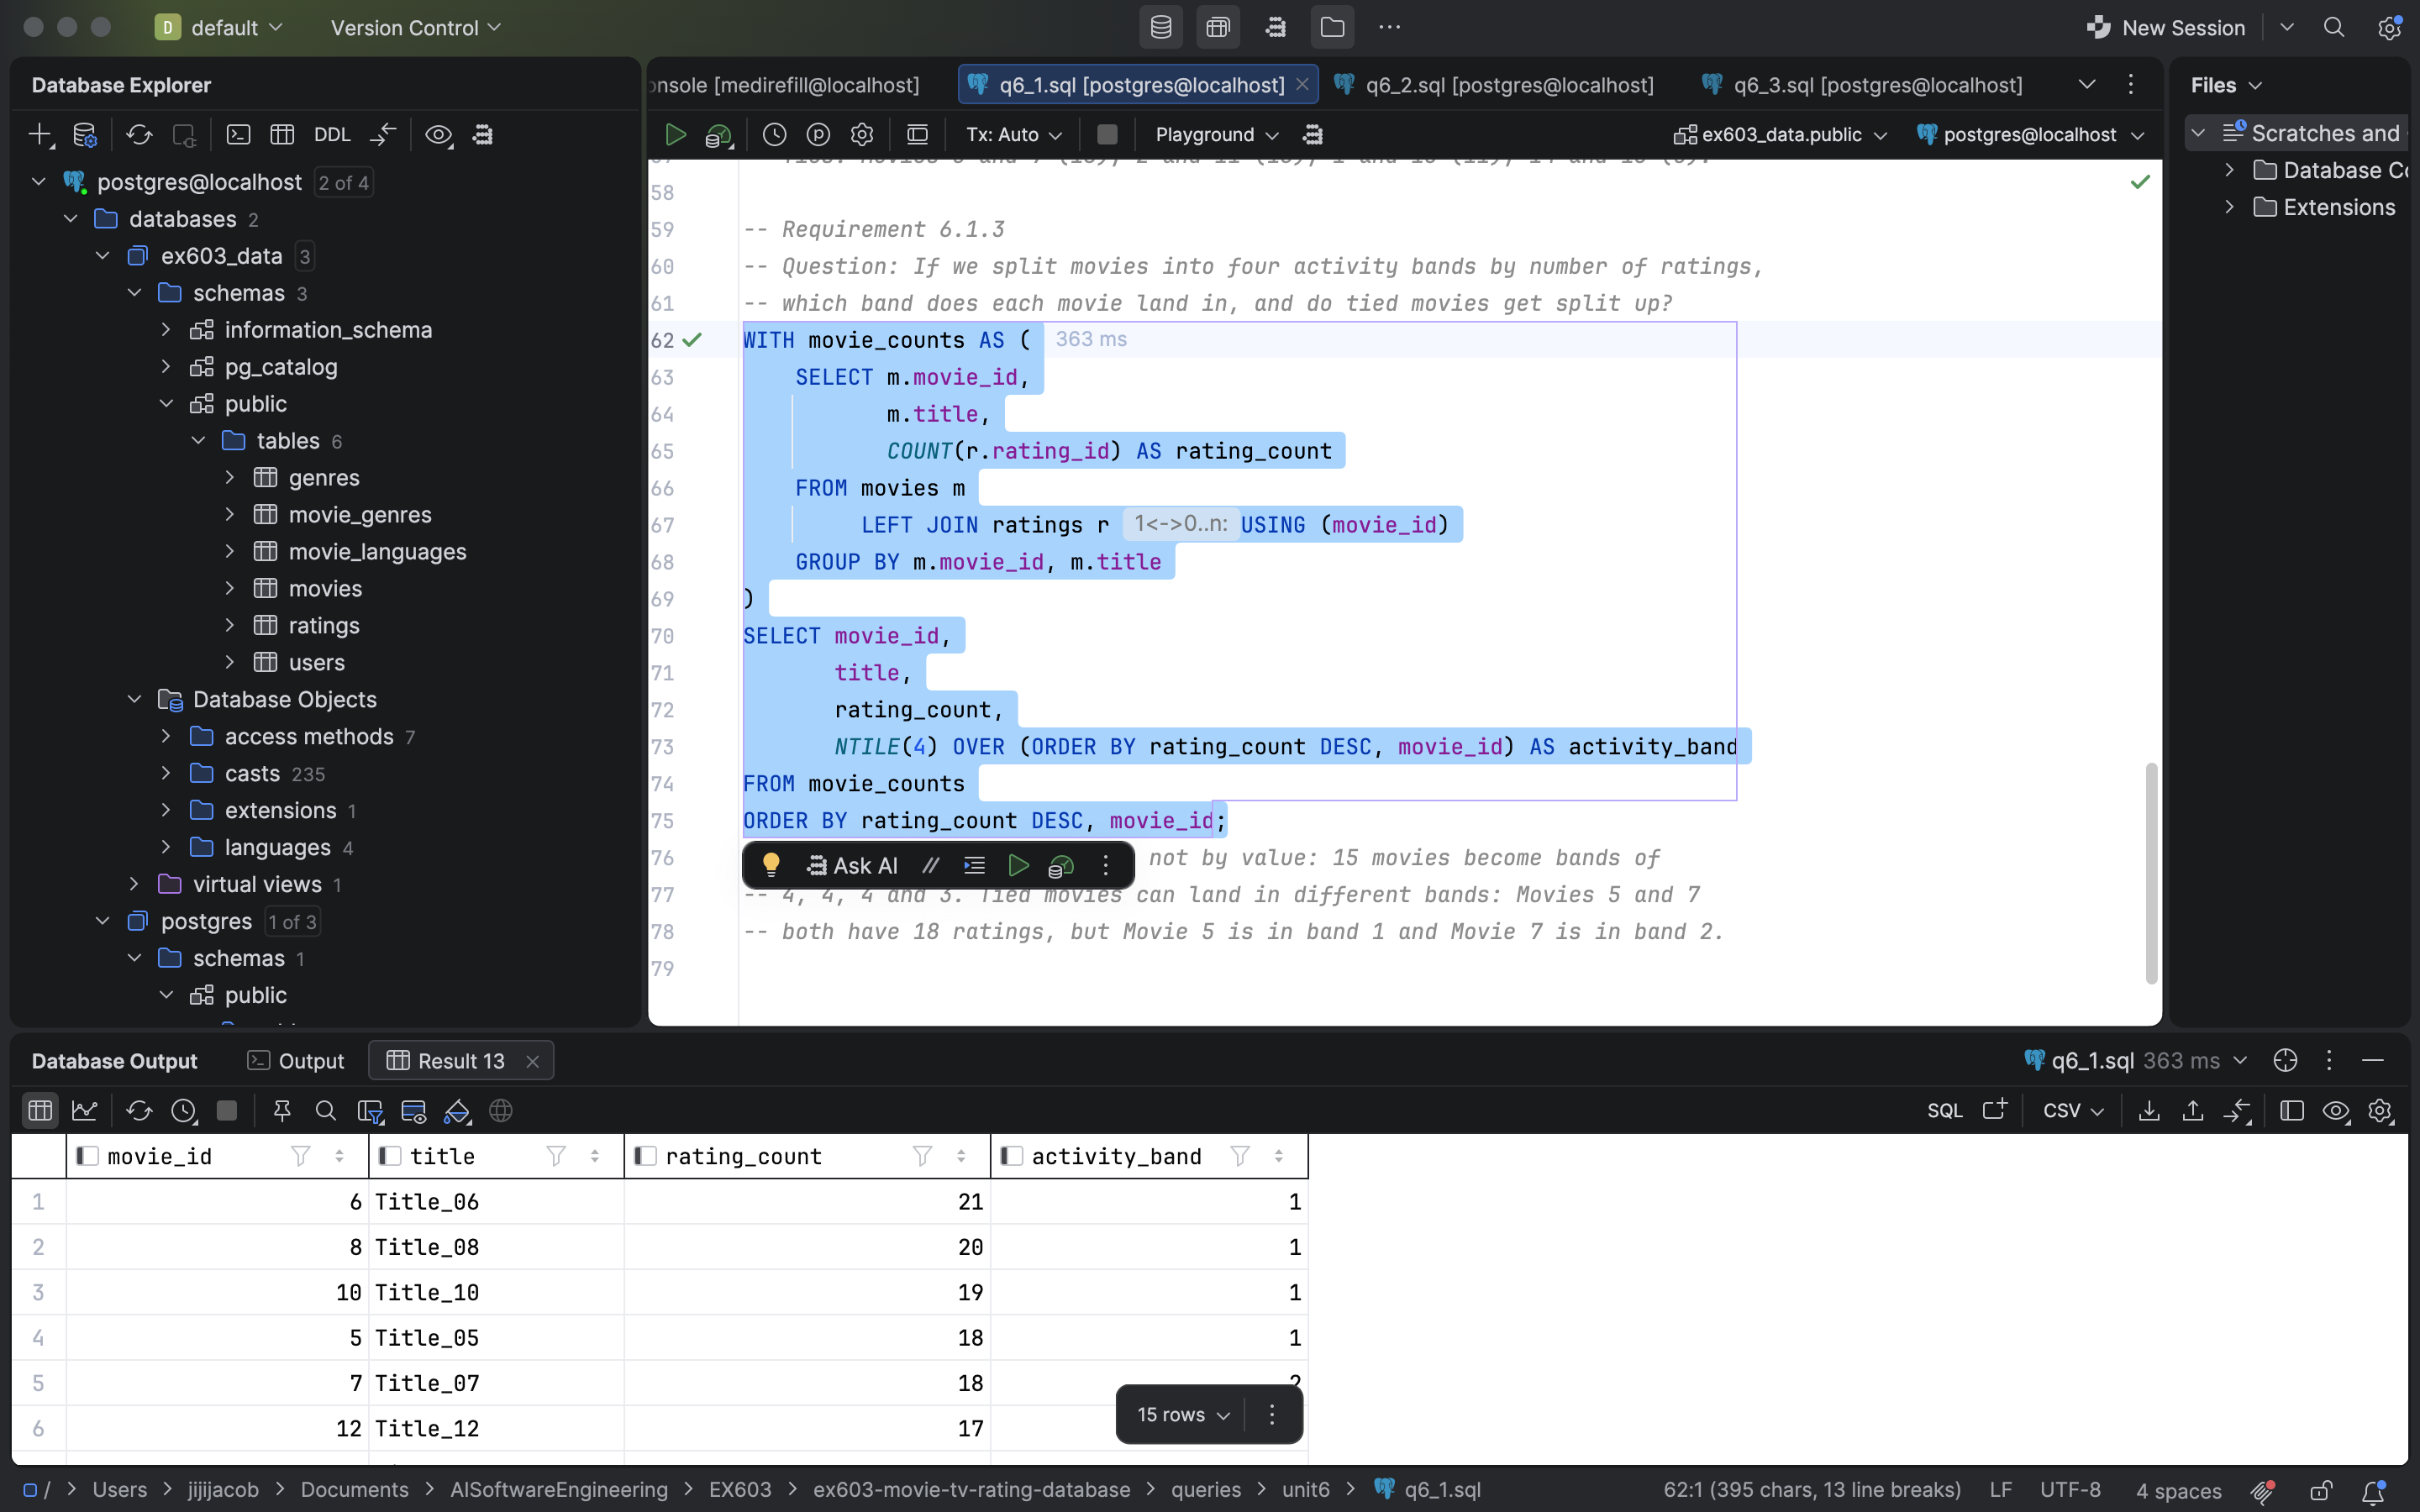 D default
Version Control
New Session
Database Explorer
DDL
postgres@localhost 2 of 4
databases 2
ex603_data 3
schemas 3
information_schema
pg_catalog
public
tables 6
genres
movie_genres
movie_languages
movies
ratings
users
Database Objects
access methods 7
casts 235
extensions 1
languages 4
virtual views 1
postgres 1 of 3
schemas 1
public
onsole [medirefill@localhost]
q6_1.sql [postgres@localhost]
q6_2.sql [postgres@localhost]
q6_3.sql [postgres@localhost]
Tx: Auto
Playground
ex603_data.public
postgres@localhost
58
59 -- Requirement 6.1.3
60 -- Question: If we split movies into four activity bands by number of ratings,
61 -- which band does each movie land in, and do tied movies get split up?
62 WITH movie_counts AS ( 363 ms
63 SELECT m.movie_id,
64 m.title,
65 COUNT(r.rating_id) AS rating_count
66 FROM movies m
67 LEFT JOIN ratings r 1<->0..n: USING (movie_id)
68 GROUP BY m.movie_id, m.title
69 )
70 SELECT movie_id,
71 title,
72 rating_count,
73 NTILE(4) OVER (ORDER BY rating_count DESC, movie_id) AS activity_band
74 FROM movie_counts
75 ORDER BY rating_count DESC, movie_id;
76 not by value: 15 movies become bands of
Ask AI
77 -- 4, 4, 4 and 3. Tied movies can land in different bands: Movies 5 and 7
78 -- both have 18 ratings, but Movie 5 is in band 1 and Movie 7 is in band 2.
79
Files
Scratches and
Database Co
Extensions
Database Output
Output
Result 13
q6_1.sql 363 ms
SQL
CSV
movie_id title rating_count activity_band
1 6 Title_06 21 1
2 8 Title_08 20 1
3 10 Title_10 19 1
4 5 Title_05 18 1
5 7 Title_07 18 2
6 12 Title_12 17
15 rows
/ Users jijijacob Documents AISoftwareEngineering EX603 ex603-movie-tv-rating-database queries unit6 q6_1.sql
62:1 (395 chars, 13 line breaks) LF UTF-8 4 spaces